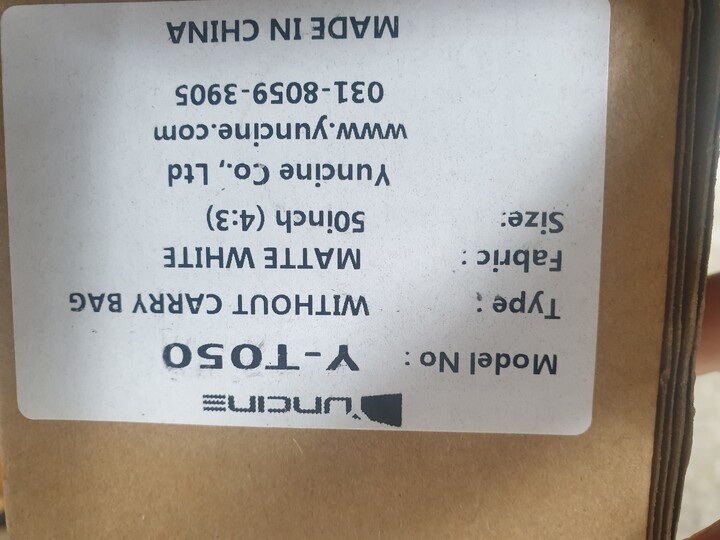 YUNCINE
Model No : Y-T050
Type : WITHOUT CARRY BAG
Fabric : MATTE WHITE
Size: 50inch (4:3)
Yuncine Co., Ltd
www.yuncine.com
031-8059-3905
MADE IN CHINA